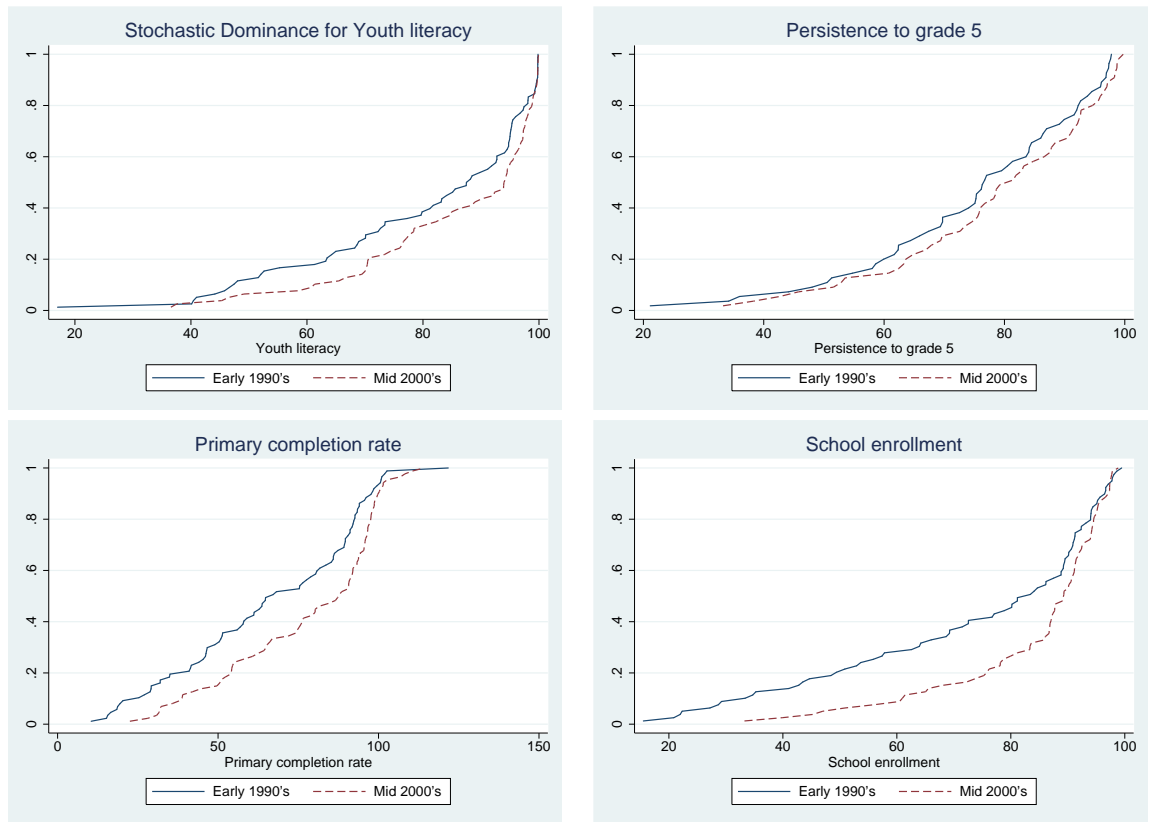 Stochastic Dominance for Youth literacy
1
.8
.6
.4
.2
0
20 40 60 80 100
Youth literacy
Early 1990's Mid 2000's
Persistence to grade 5
1
.8
.6
.4
.2
0
20 40 60 80 100
Persistence to grade 5
Early 1990's Mid 2000's
Primary completion rate
1
.8
.6
.4
.2
0
0 50 100 150
Primary completion rate
Early 1990's Mid 2000's
School enrollment
1
.8
.6
.4
.2
0
20 40 60 80 100
School enrollment
Early 1990's Mid 2000's